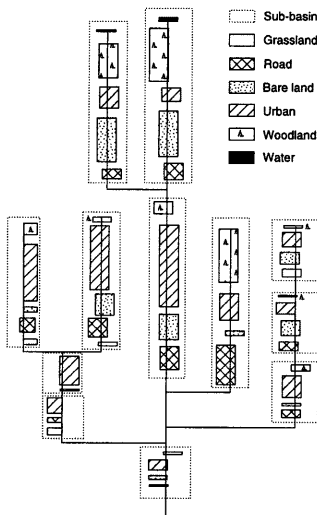 Sub-basin
Grassland
Road
Bare land
Urban
Woodland
Water